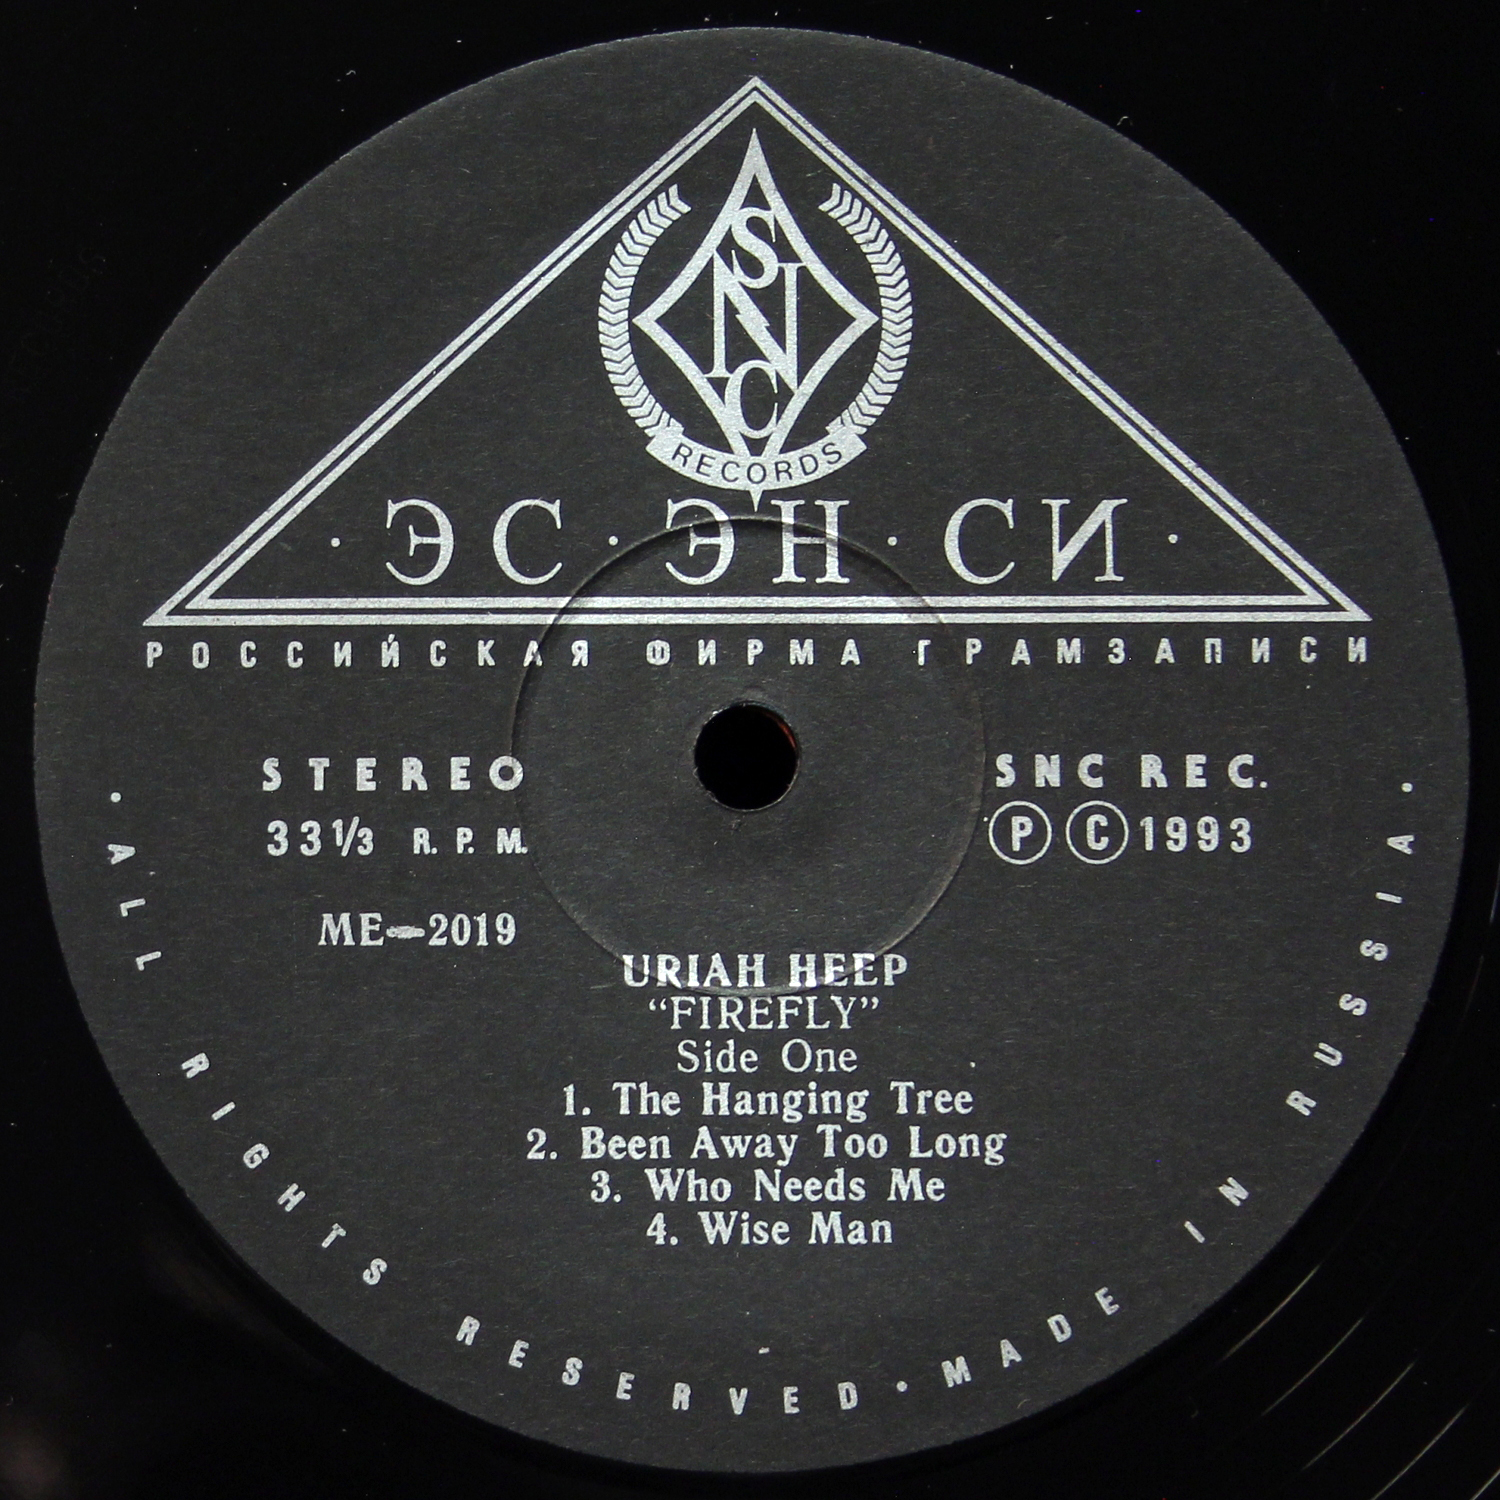 SNC
RECORDS
· ЭС · ЭН · СИ ·
РОССИЙСКАЯ ФИРМА ГРАМЗАПИСИ
STEREO
SNC REC.
33 1/3 R.P.M.
Ⓟ Ⓒ 1993
ME—2019
URIAH HEEP
“FIREFLY”
Side One
1. The Hanging Tree
2. Been Away Too Long
3. Who Needs Me
4. Wise Man
· ALL RIGHTS RESERVED · MADE IN RUSSIA ·